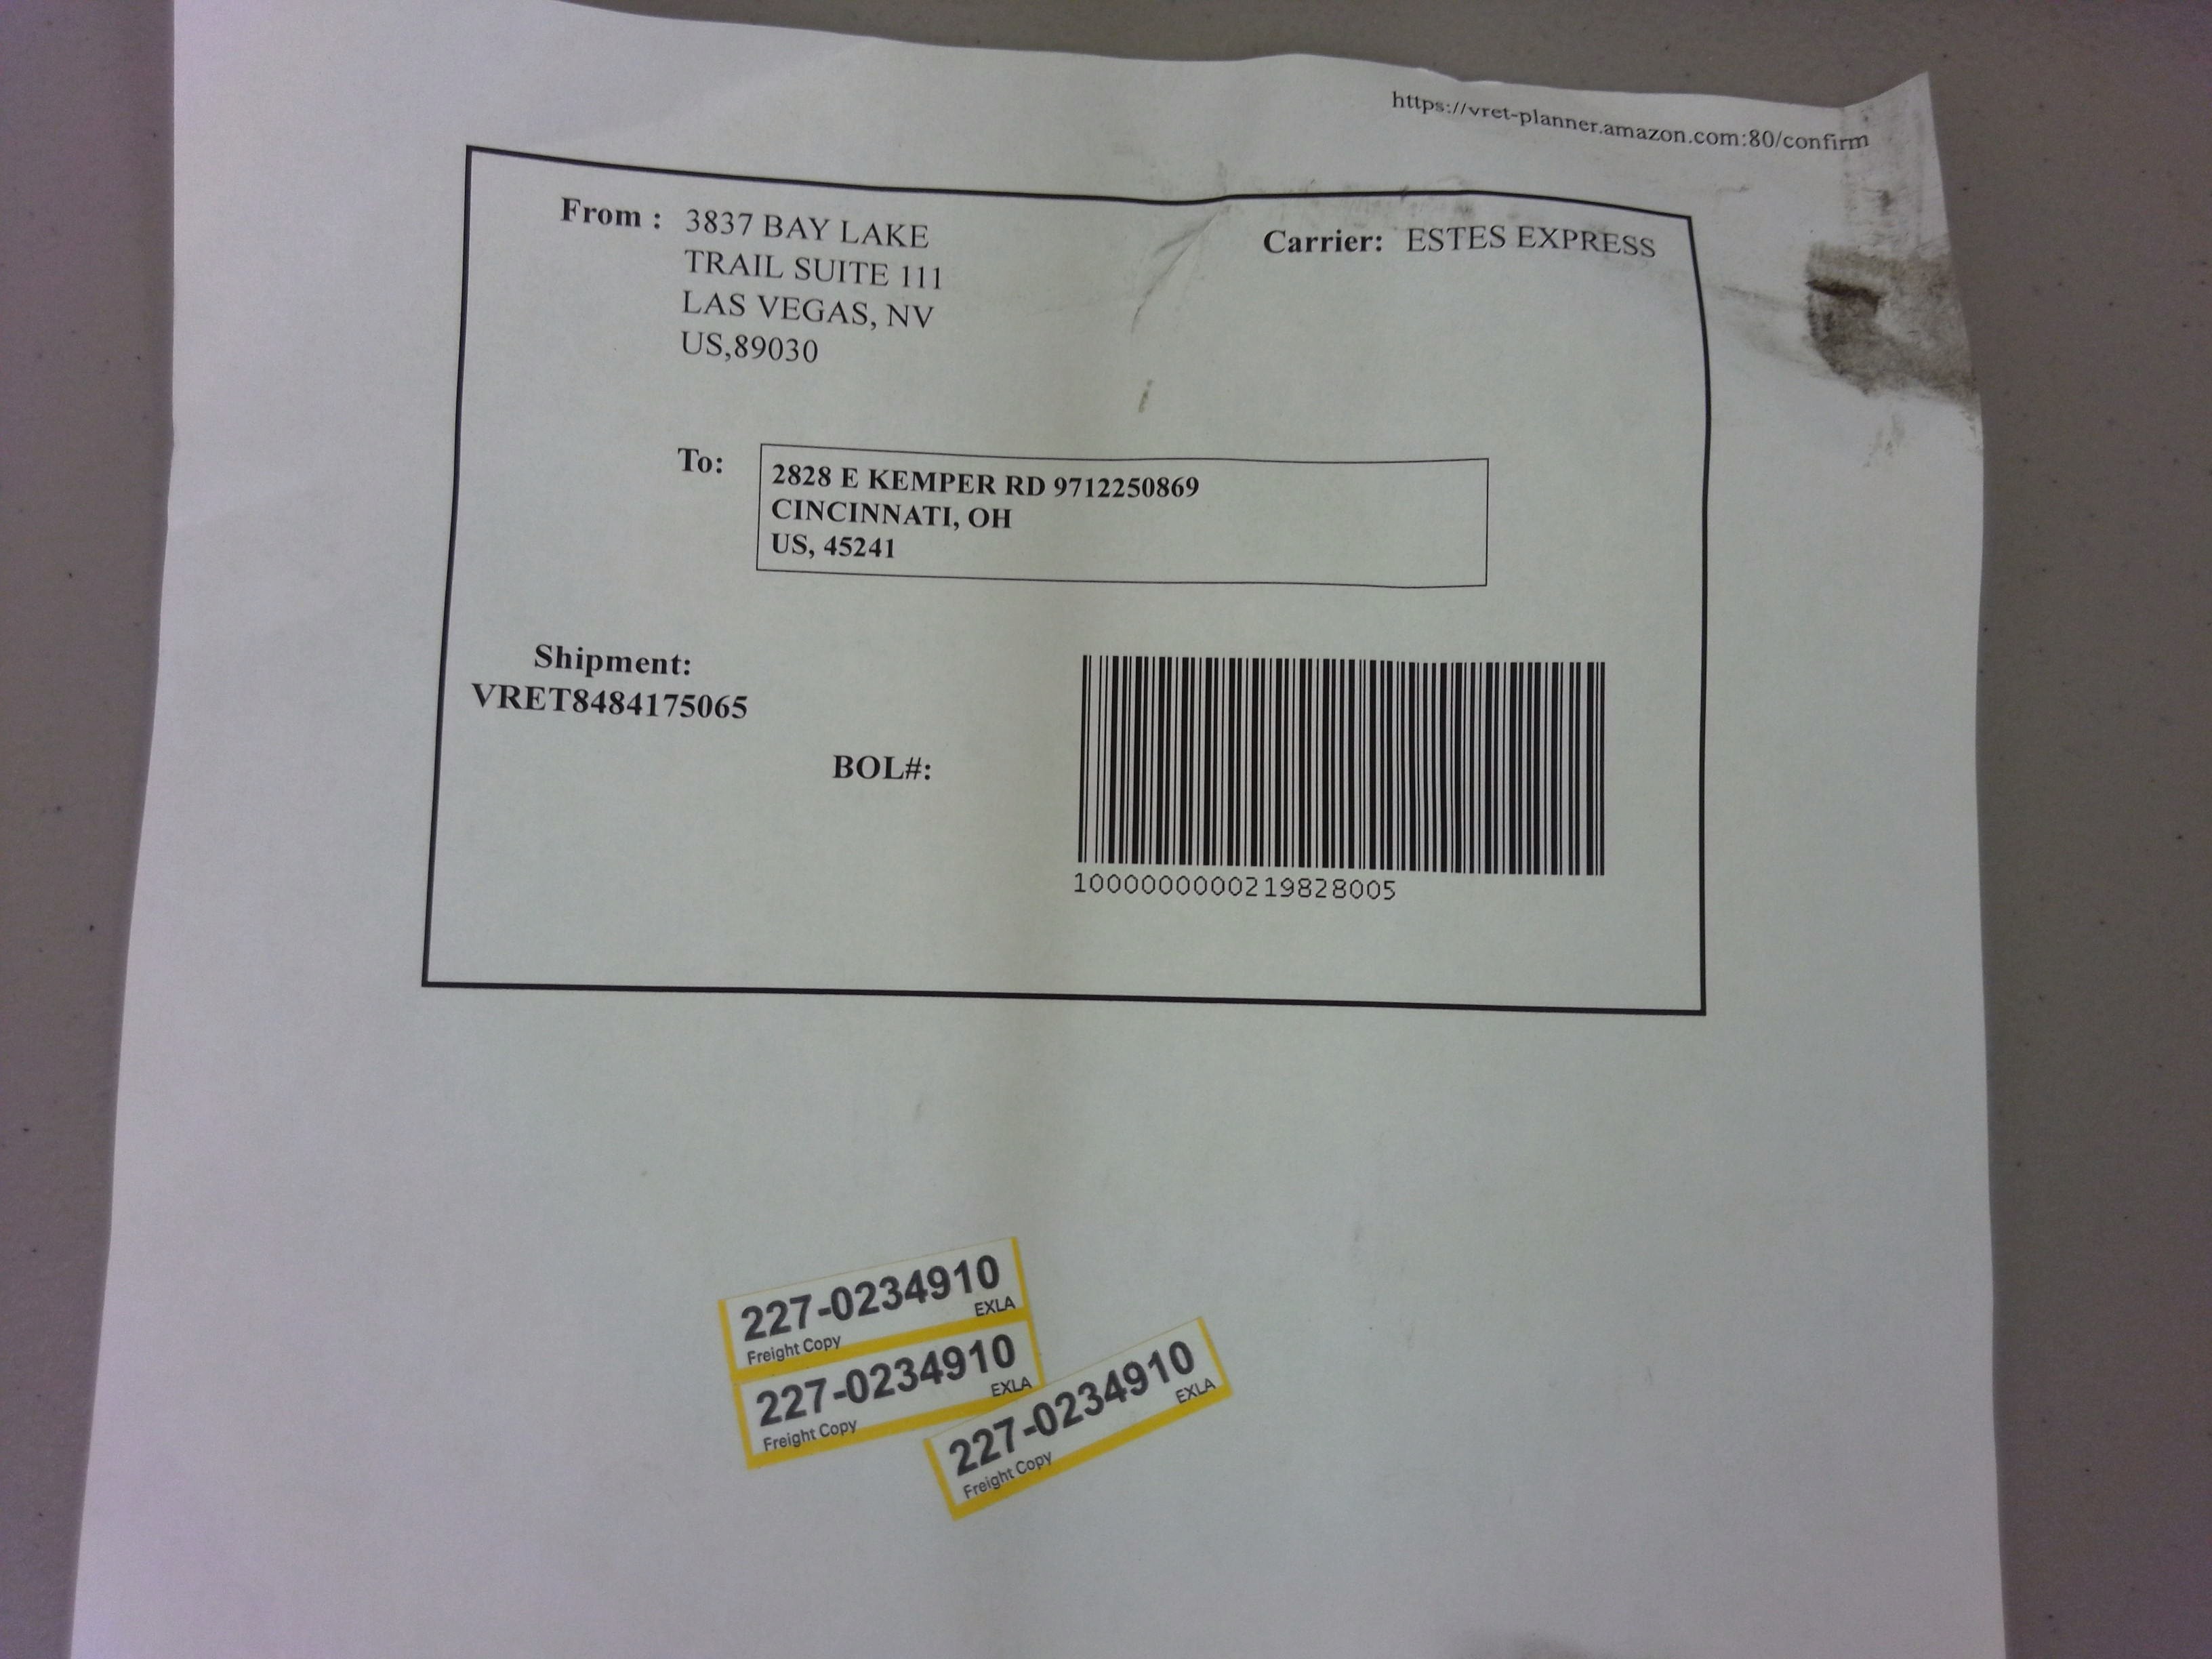 https://vret-planner.amazon.com:80/confirm
From : 3837 BAY LAKE
TRAIL SUITE 111
LAS VEGAS, NV
US,89030
Carrier: ESTES EXPRESS
To: 2828 E KEMPER RD 9712250869
CINCINNATI, OH
US, 45241
Shipment:
VRET8484175065
BOL#:
1000000000219828005
227-0234910
Freight Copy EXLA
227-0234910
Freight Copy EXLA
227-0234910
Freight Copy EXLA